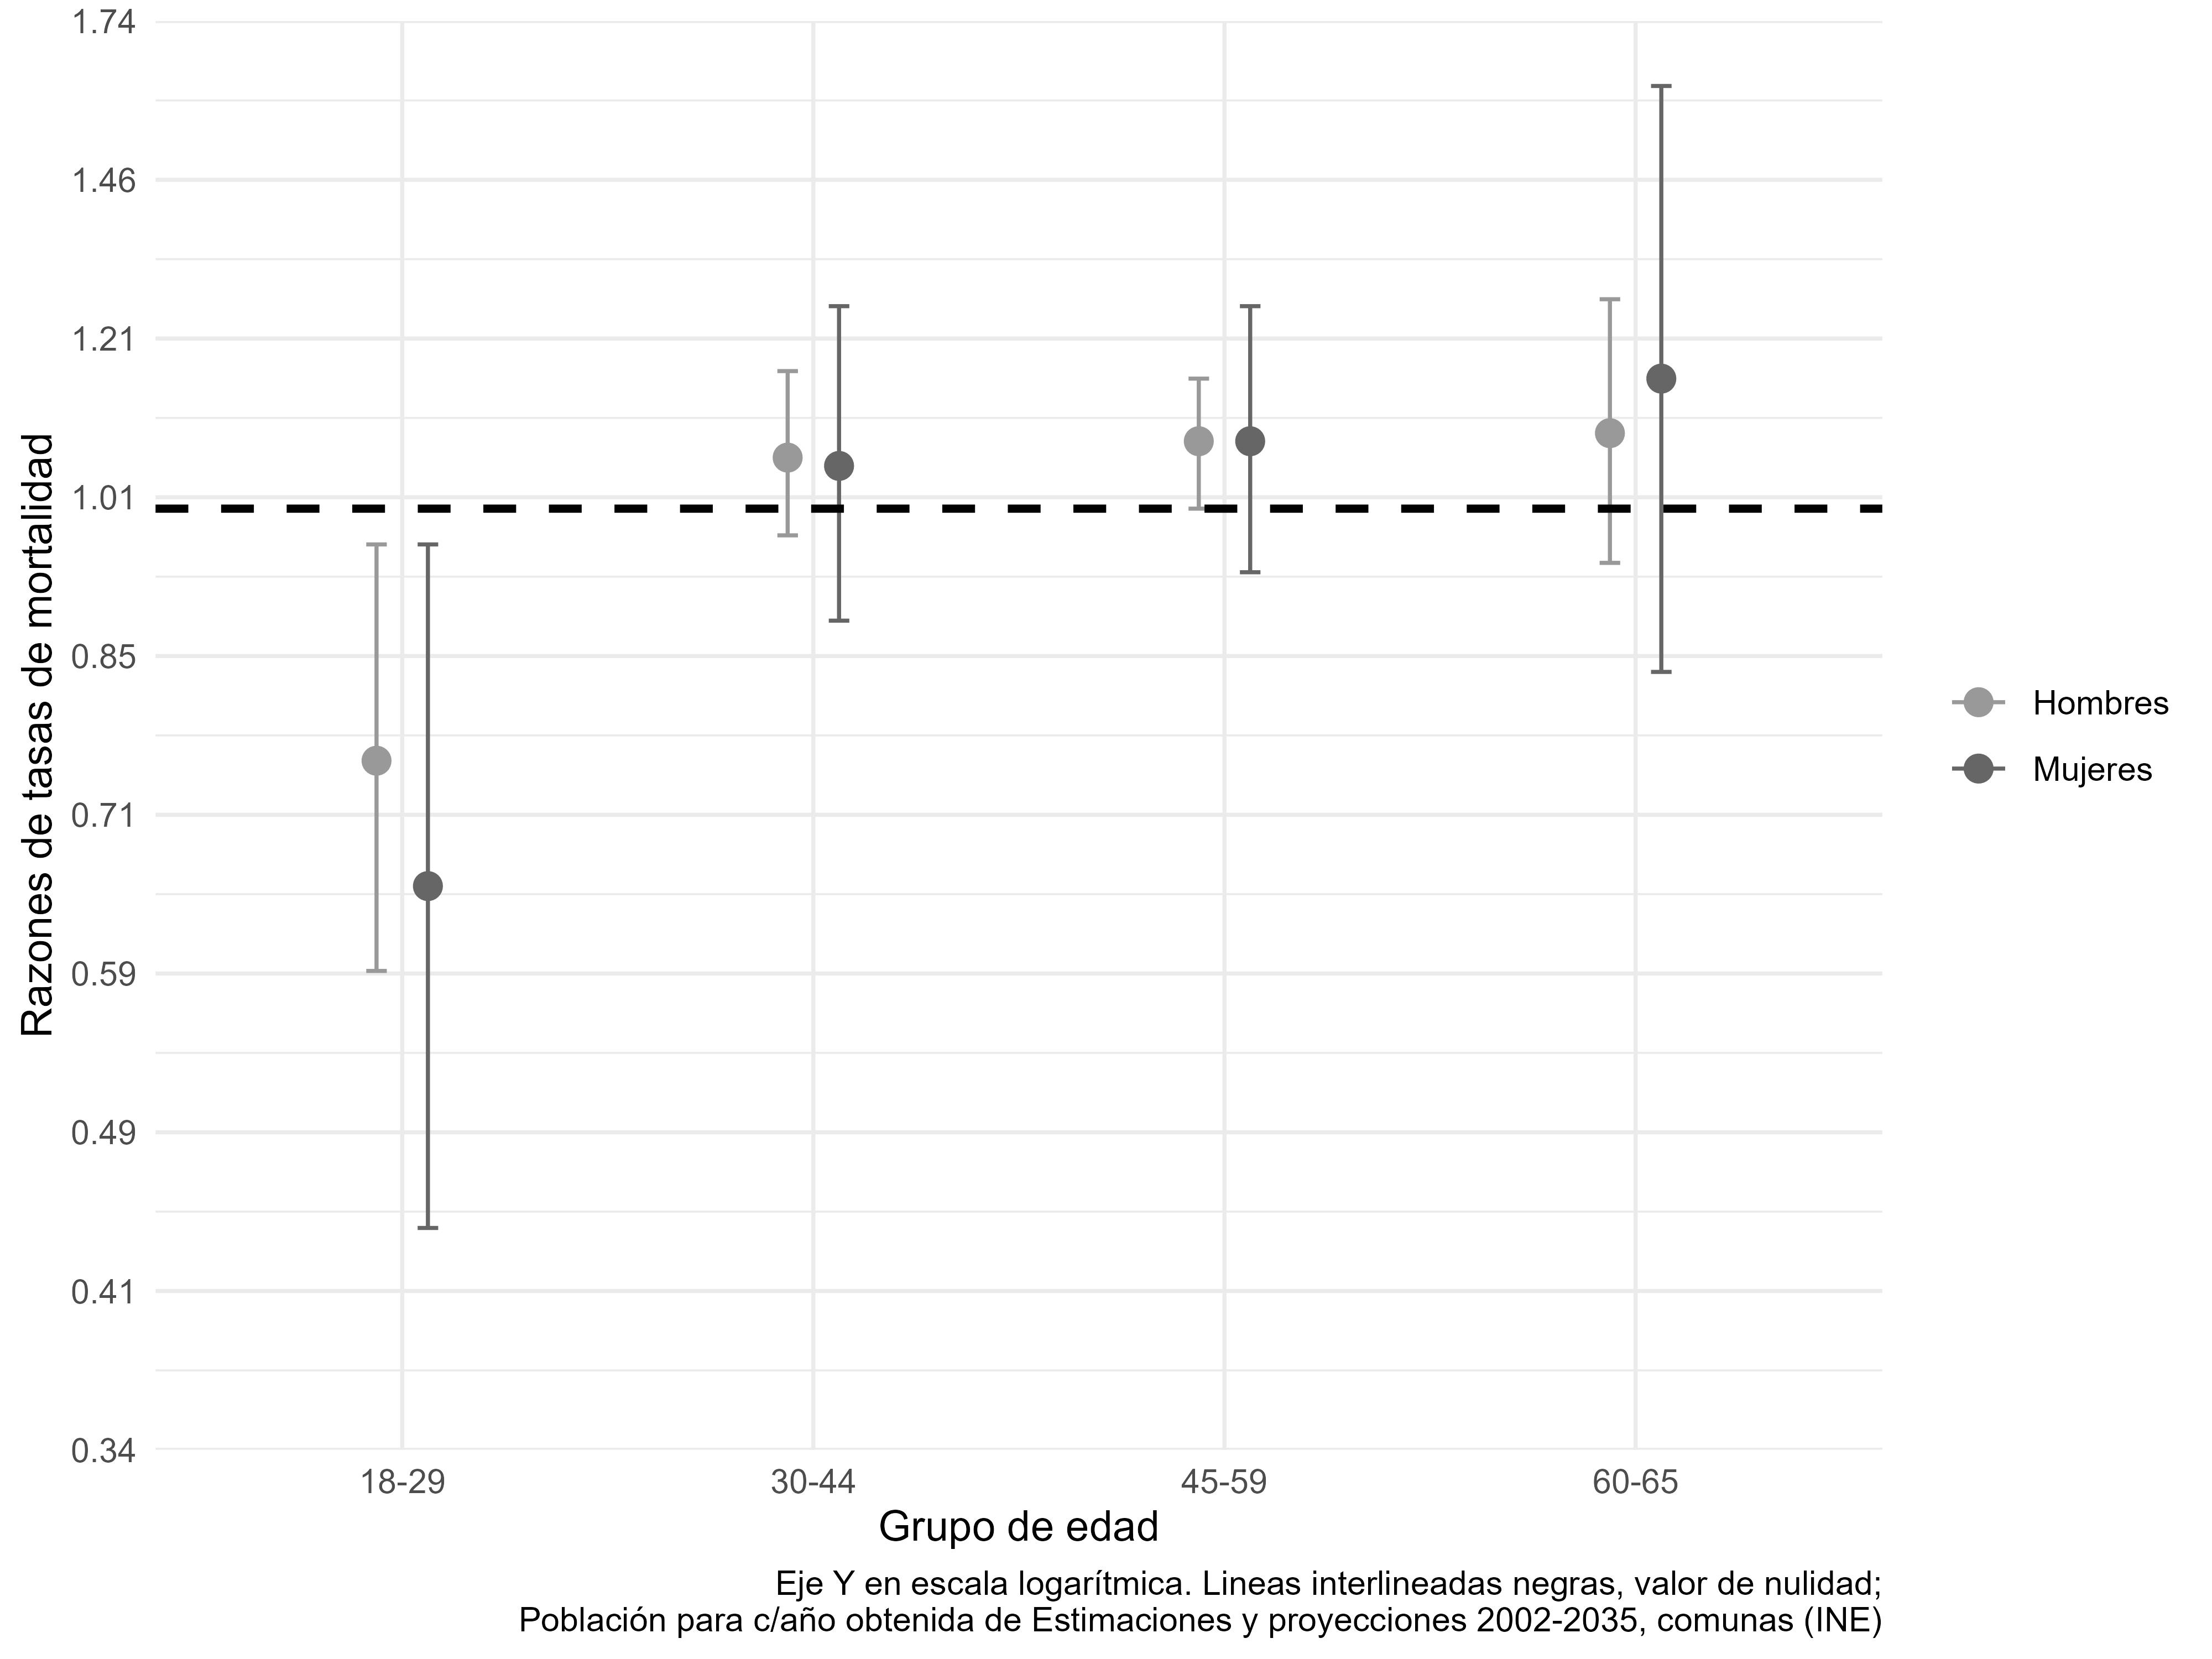 1.74
1.46
1.21
1.01
0.85
0.71
0.59
0.49
0.41
0.34
Razones de tasas de mortalidad
18-29
30-44
45-59
60-65
Grupo de edad
Hombres
Mujeres
Eje Y en escala logarítmica. Lineas interlineadas negras, valor de nulidad;
Población para c/año obtenida de Estimaciones y proyecciones 2002-2035, comunas (INE)